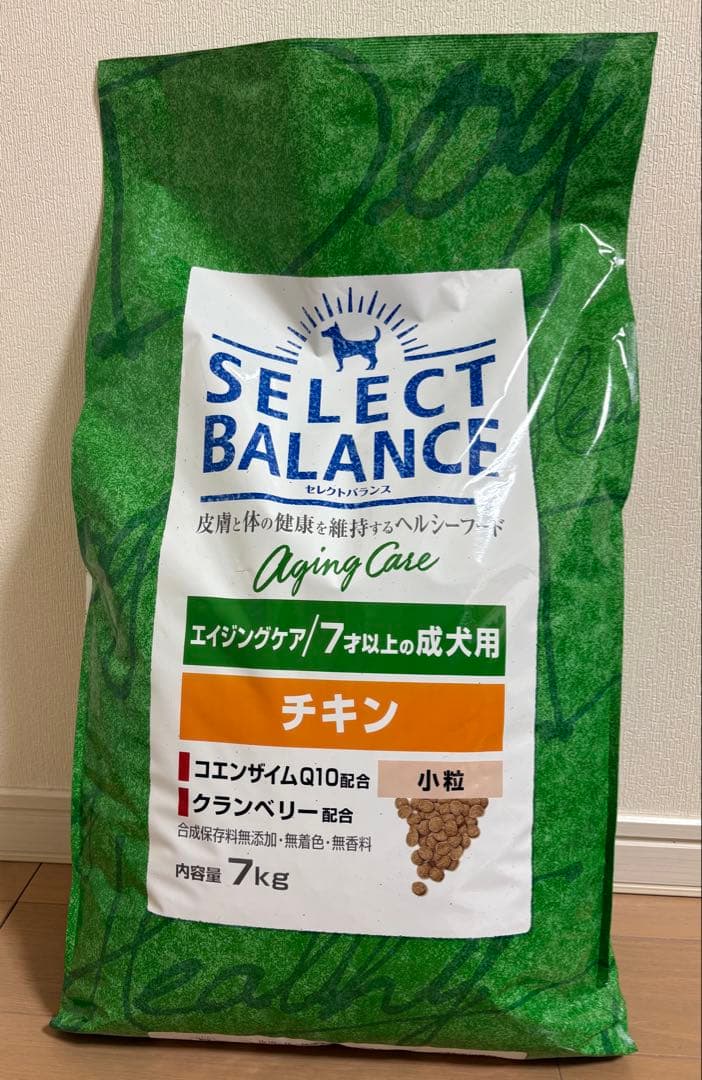 Dog
SELECT
BALANCE
セレクトバランス
皮膚と体の健康を維持するヘルシーフード
Aging Care
エイジングケア/7才以上の成犬用
チキン
コエンザイムQ10配合
小粒
クランベリー配合
合成保存料無添加・無着色・無香料
内容量 7kg
Healthy